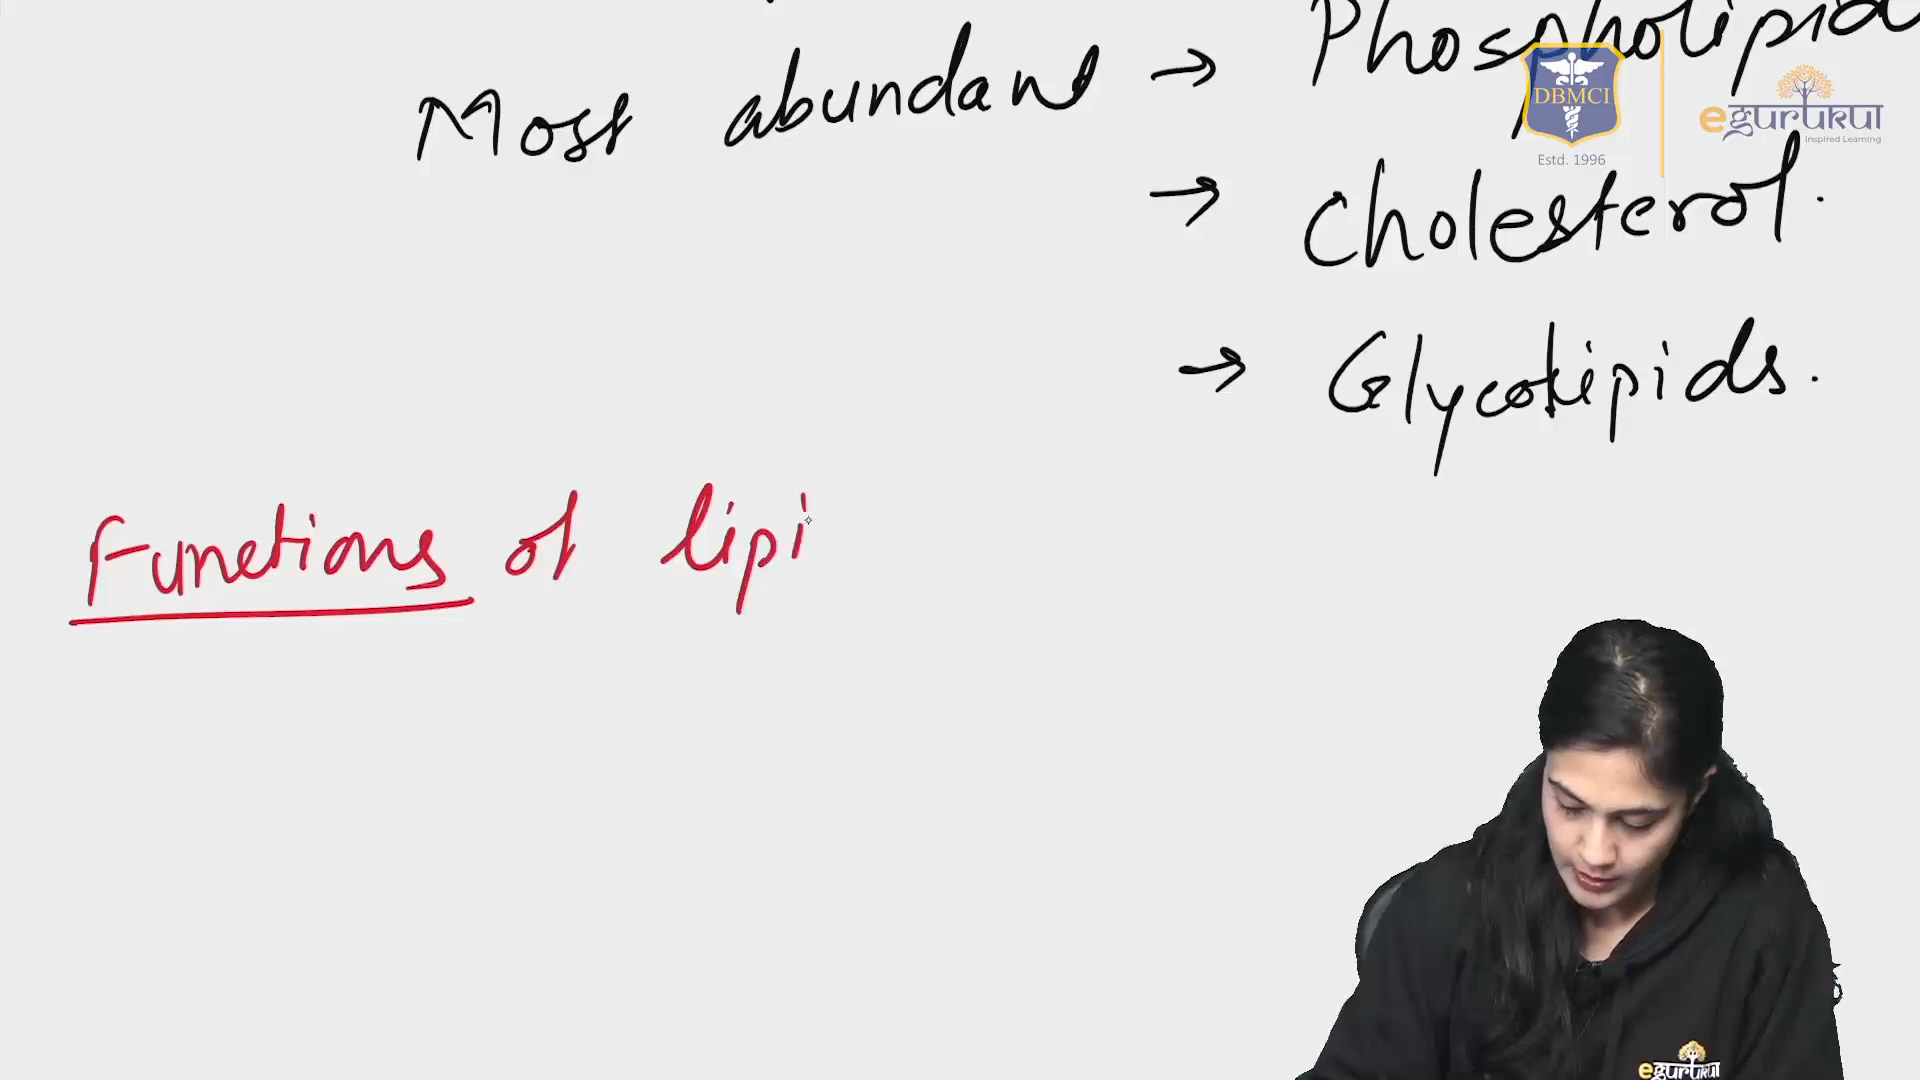 Most abundant → Phospholipid
→ Cholesterol.
→ Glycolipids.
DBMCI
Estd. 1996
egurukul
Inspired Learning
Functions of lipi
egurukul